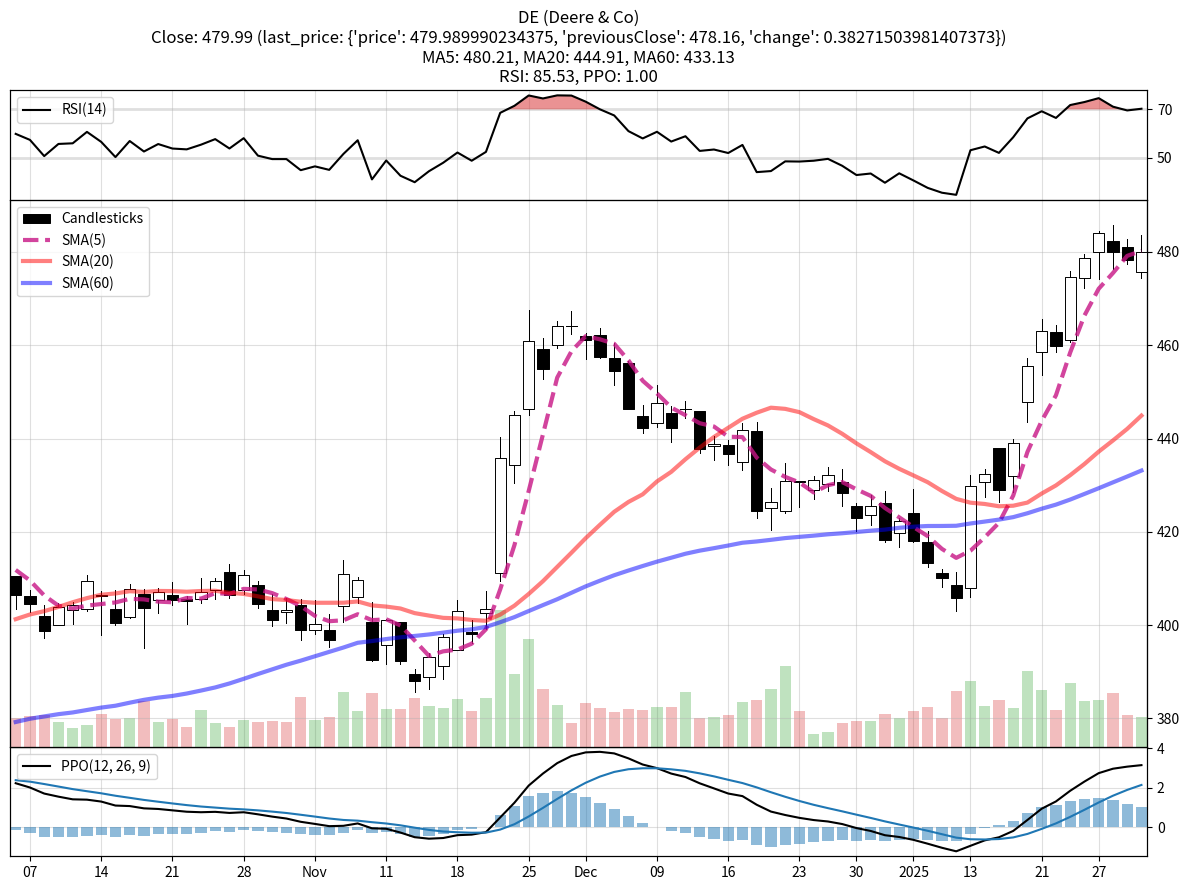 DE (Deere & Co)
Close: 479.99 (last_price: {'price': 479.989990234375, 'previousClose': 478.16, 'change': 0.38271503981407373})
MA5: 480.21, MA20: 444.91, MA60: 433.13
RSI: 85.53, PPO: 1.00
RSI(14)
70
50
Candlesticks
SMA(5)
SMA(20)
SMA(60)
480
460
440
420
400
380
PPO(12, 26, 9)
4
2
0
07 14 21 28 Nov 11 18 25 Dec 09 16 23 30 2025 13 21 27